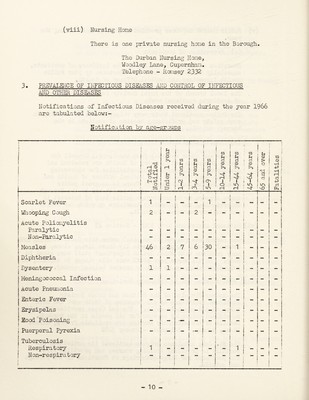 (viii) Nursing Home
There is one private nursing home in the Borough.
The Durban Nursing Home,
Woodley Lane, Cupernham.
Telephone - Romsey 2332
3. PREVALENCE OF INFECTIOUS DISEASES AND CONTROL OF INFECTIOUS
AND OTHER DISEASES
Notifications of Infectious Diseases received during the year 1966
are tabulated below:-
Notification by age-groups
Total Notified Under 1 year 1-2 years 3-4 years 5-9 years 10-14 years 15-44 years 45-64 years 65 and over Fatalities
Scarlet Fever 1 - - - 1 - - - - -
Whooping Cough 2 - - 2 - - - - - -
Acute Poliomyelitis
Paralytic - - - - - - - - - -
Non-Paralytic - - - - - - - - - -
Measles 46 2 7 6 30 - 1 - - -
Diphtheria - - - - - - - - - -
Dysentery 1 1 - - - - - - - -
Meningococcal Infection - - - - - - - - - -
Acute Pneumonia - - - - - - - - - -
Enteric Fever - - - - - - - - - -
Erysipelas - - - - - - - - - -
Food Poisoning - - - - - - - - - -
Puerperal Pyrexia - - - - - - - - - -
Tuberculosis
Respiratory 1 - - - - - 1 - - -
Non-respiratory - - - - - - - - - -
- 10 -